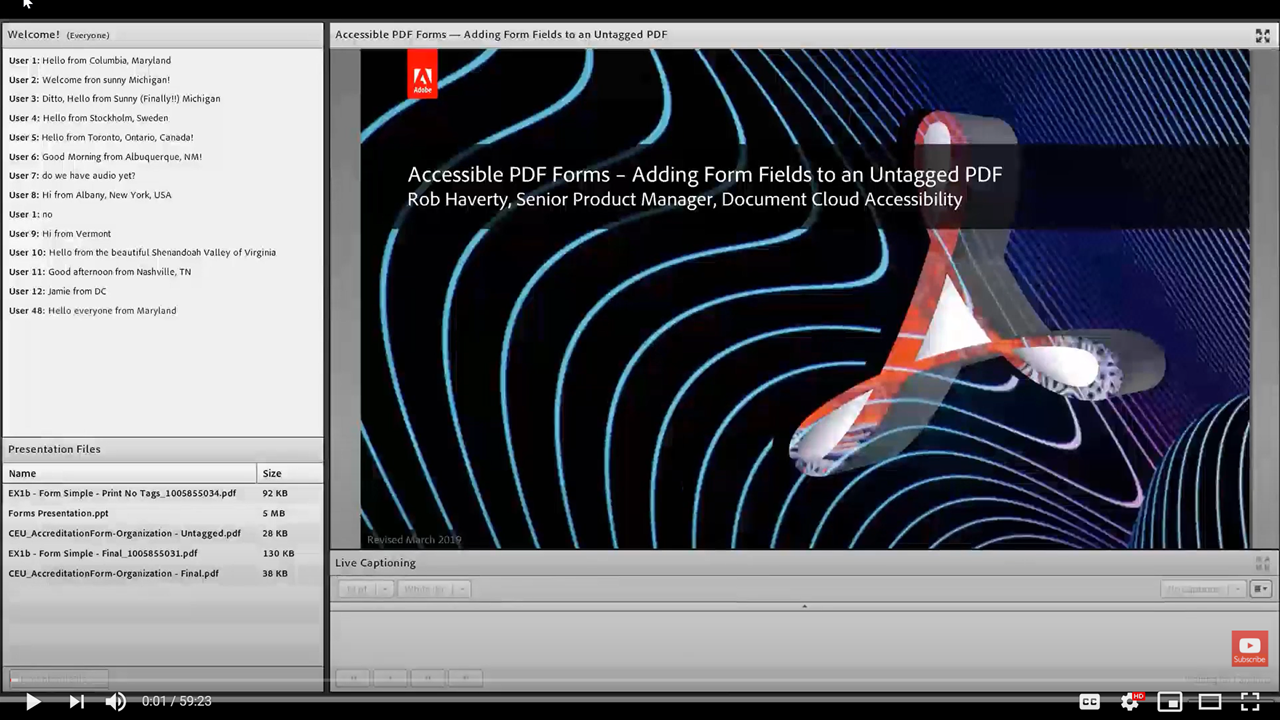 Welcome! (Everyone)
User 1: Hello from Columbia, Maryland
User 2: Welcome fron sunny Michigan!
User 3: Ditto, Hello from Sunny (Finally!!) Michigan
User 4: Hello from Stockholm, Sweden
User 5: Hello from Toronto, Ontario, Canada!
User 6: Good Morning from Albuquerque, NM!
User 7: do we have audio yet?
User 8: Hi from Albany, New York, USA
User 1: no
User 9: Hi from Vermont
User 10: Hello from the beautiful Shenandoah Valley of Virginia
User 11: Good afternoon from Nashville, TN
User 12: Jamie from DC
User 48: Hello everyone from Maryland
Presentation Files
Name Size
EX1b - Form Simple - Print No Tags_1005855034.pdf 92 KB
Forms Presentation.ppt 5 MB
CEU_AccreditationForm-Organization - Untagged.pdf 28 KB
EX1b - Form Simple - Final_1005855031.pdf 130 KB
CEU_AccreditationForm-Organization - Final.pdf 38 KB
Accessible PDF Forms — Adding Form Fields to an Untagged PDF
Adobe
Accessible PDF Forms – Adding Form Fields to an Untagged PDF
Rob Haverty, Senior Product Manager, Document Cloud Accessibility
Revised March 2019
Live Captioning
Subscribe
0:01 / 59:23
CC
HD